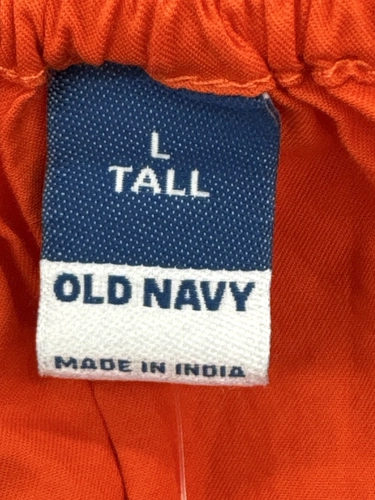 L
TALL
OLD NAVY
MADE IN INDIA